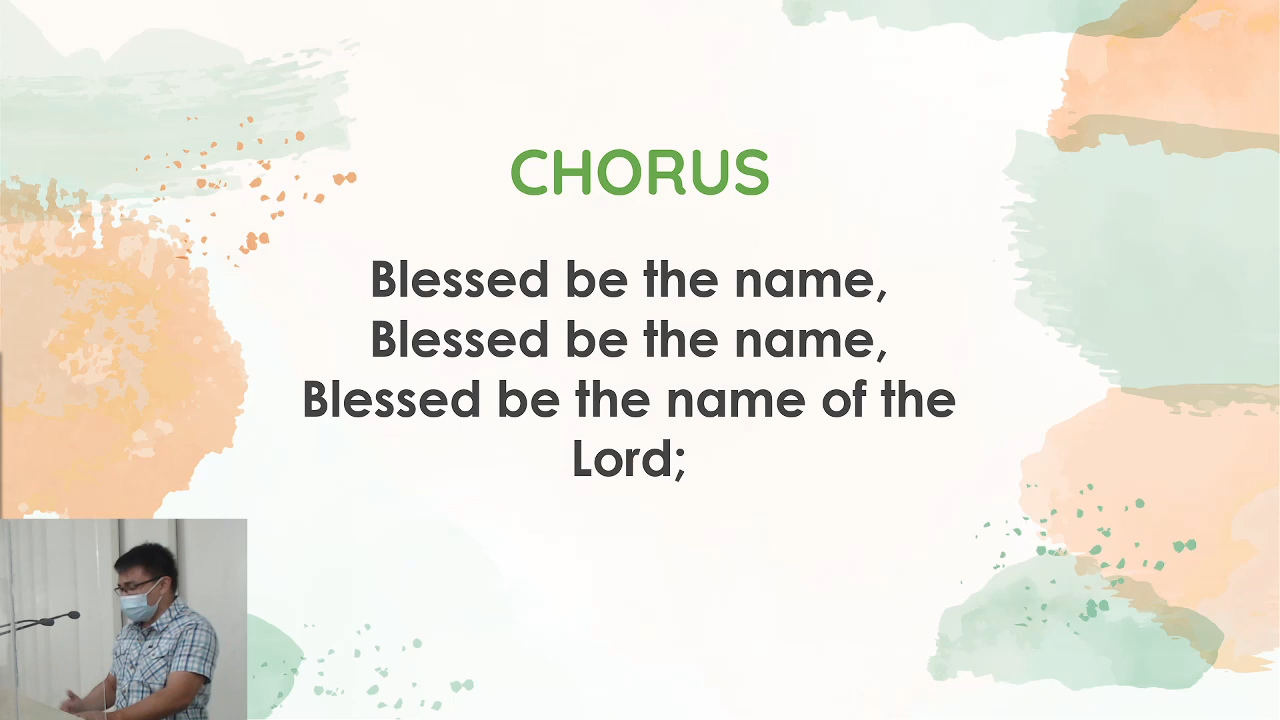 CHORUS
Blessed be the name,
Blessed be the name,
Blessed be the name of the
Lord;